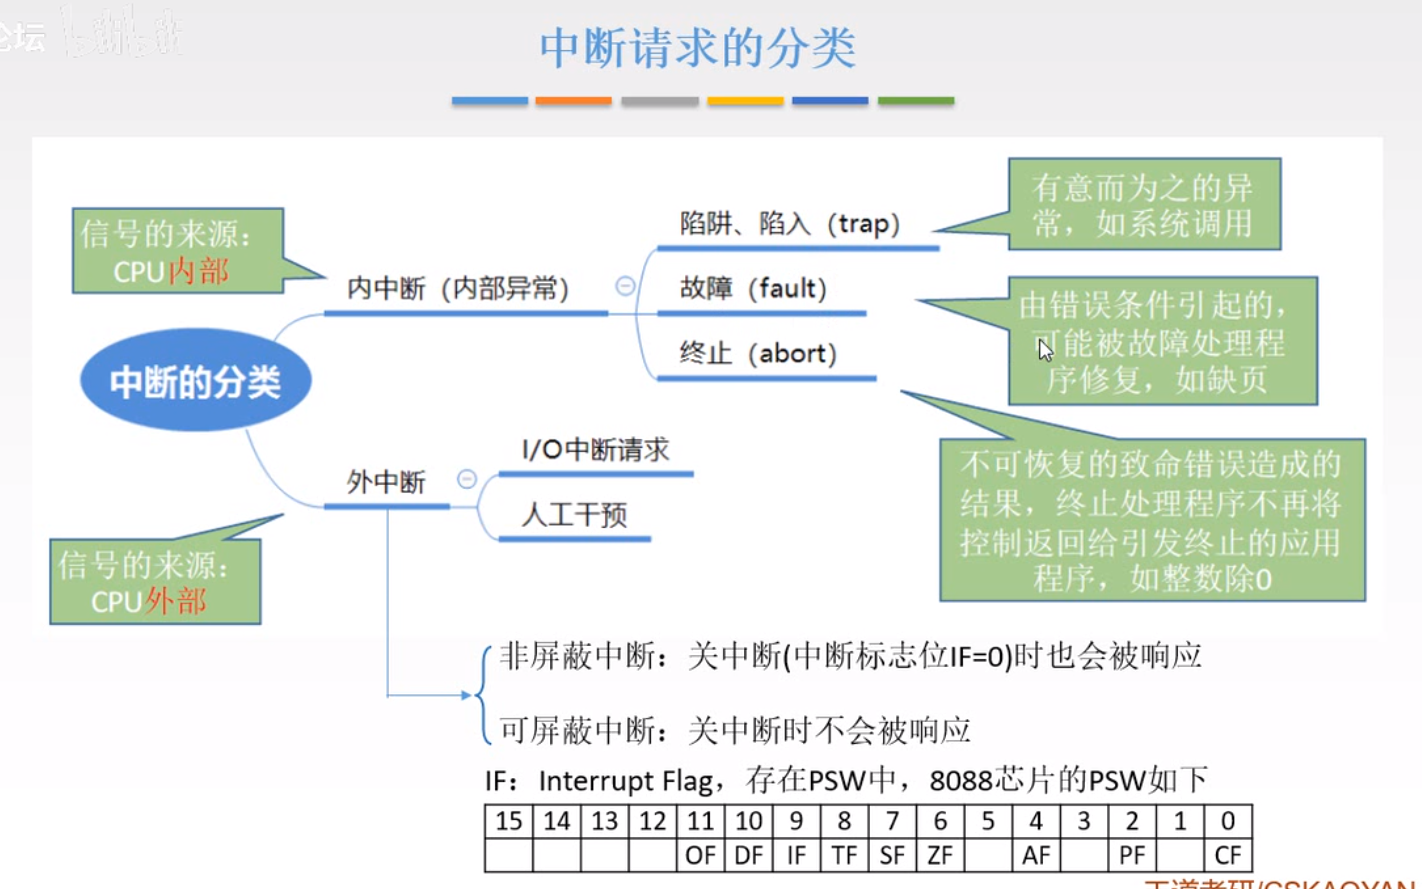 论坛
bilibili
中断请求的分类
信号的来源：
CPU内部
内中断（内部异常）
陷阱、陷入（trap）
有意而为之的异
常，如系统调用
故障（fault）
由错误条件引起的，
可能被故障处理程
序修复，如缺页
终止（abort）
不可恢复的致命错误造成的
结果，终止处理程序不再将
控制返回给引发终止的应用
程序，如整数除0
中断的分类
外中断
I/O中断请求
人工干预
信号的来源：
CPU外部
非屏蔽中断：关中断(中断标志位IF=0)时也会被响应
可屏蔽中断：关中断时不会被响应
IF：Interrupt Flag，存在PSW中，8088芯片的PSW如下
15 14 13 12 11 10 9 8 7 6 5 4 3 2 1 0
OF DF IF TF SF ZF AF PF CF
王道考研/CSKAOYAN